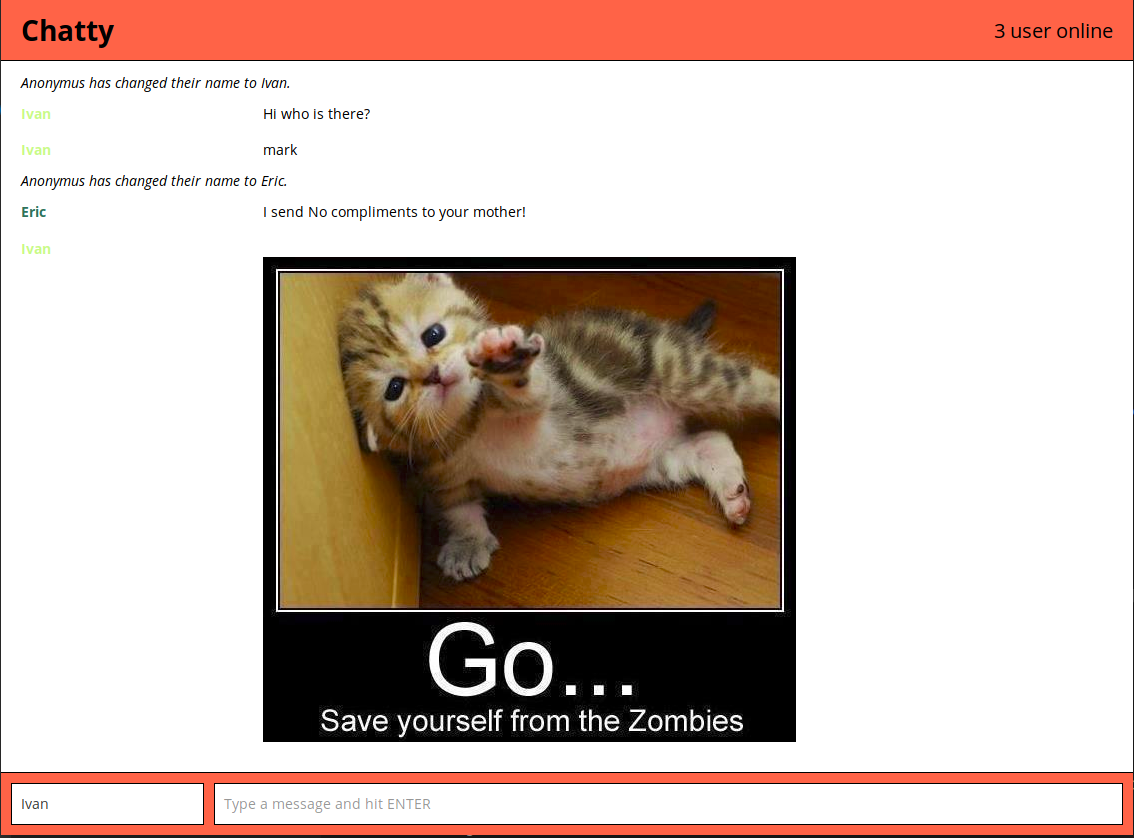 Chatty
3 user online
Anonymus has changed their name to Ivan.
Ivan Hi who is there?
Ivan mark
Anonymus has changed their name to Eric.
Eric I send No compliments to your mother!
Ivan
Go...
Save yourself from the Zombies
Ivan
Type a message and hit ENTER